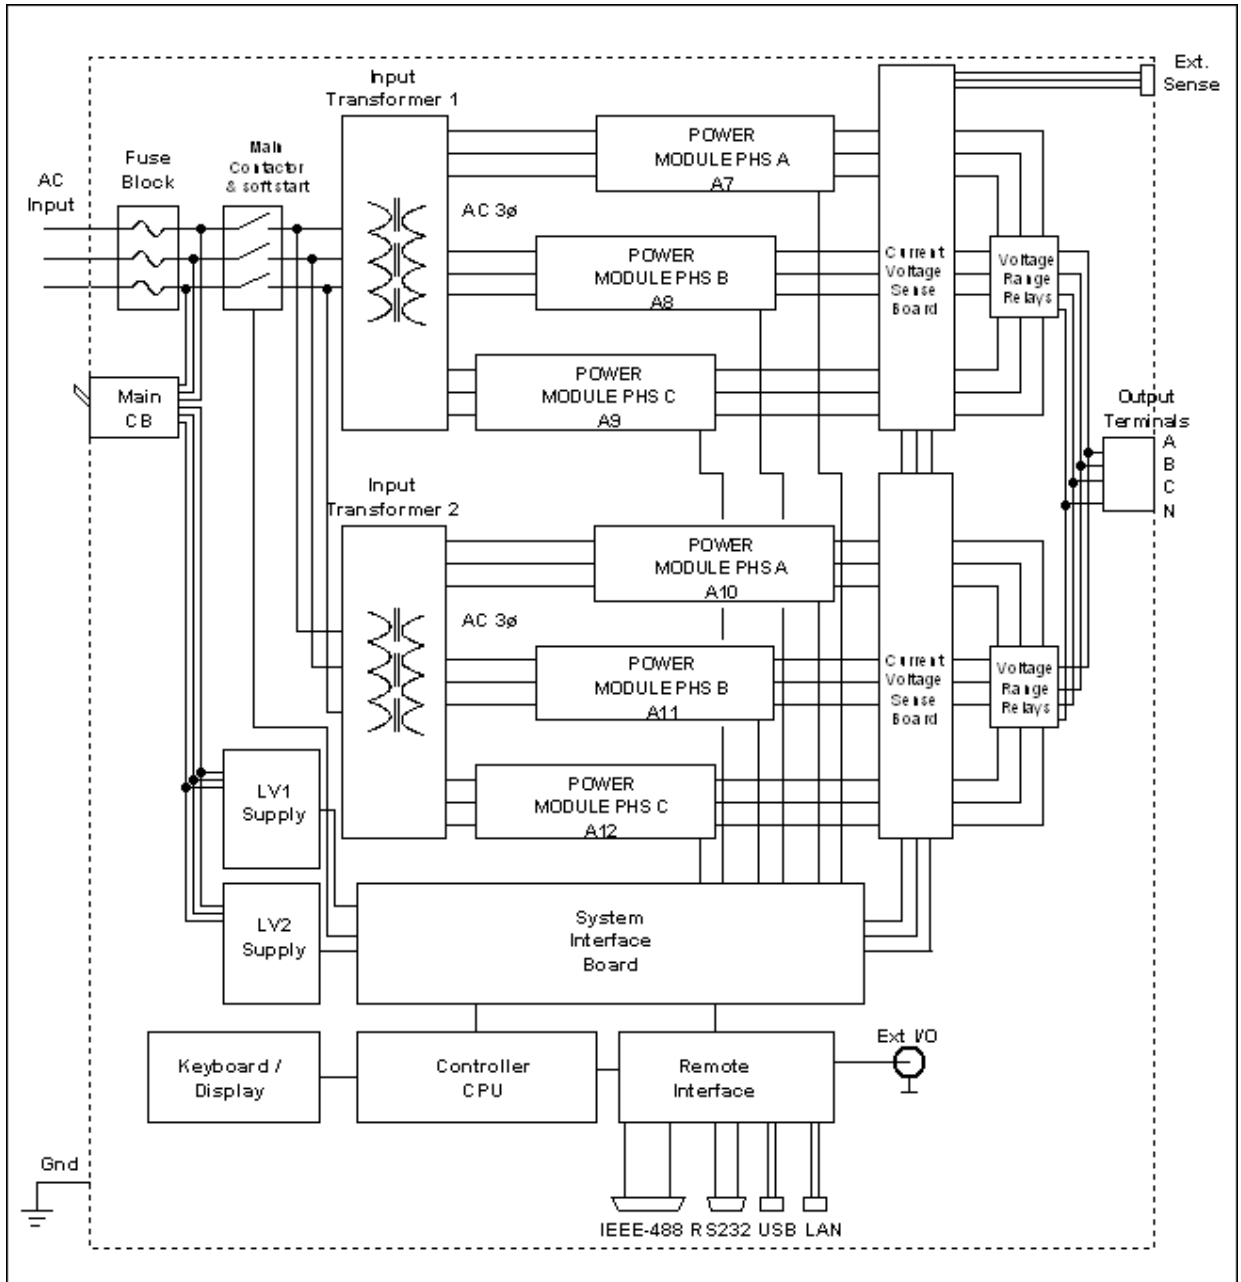 Ext.
Sense
Input
Transformer 1
POWER
MODULE PHS A
A7
Main
Contactor
& softstart
Fuse
Block
AC
Input
AC 3ø
POWER
MODULE PHS B
A8
Current
Voltage
Sense
Board
Voltage
Range
Relays
POWER
MODULE PHS C
A9
Main
CB
Output
Terminals
A
B
C
N
Input
Transformer 2
POWER
MODULE PHS A
A10
AC 3ø
POWER
MODULE PHS B
A11
Current
Voltage
Sense
Board
Voltage
Range
Relays
POWER
MODULE PHS C
A12
LV1
Supply
LV2
Supply
System
Interface
Board
Keyboard /
Display
Controller
CPU
Remote
Interface
Ext I/O
Gnd
IEEE-488 RS232 USB LAN